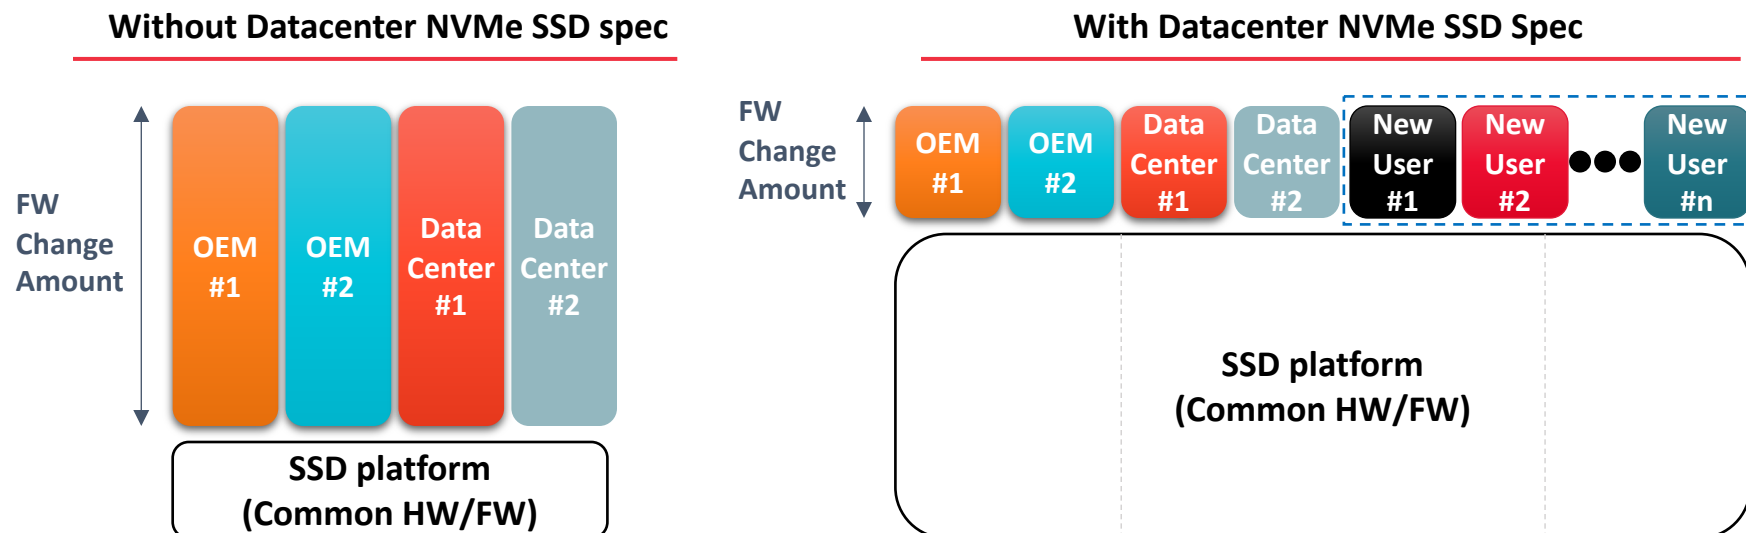 Without Datacenter NVMe SSD spec
FW
Change
Amount
OEM
#1
OEM
#2
Data
Center
#1
Data
Center
#2
SSD platform
(Common HW/FW)
With Datacenter NVMe SSD Spec
FW
Change
Amount
OEM
#1
OEM
#2
Data
Center
#1
Data
Center
#2
New
User
#1
New
User
#2
New
User
#n
SSD platform
(Common HW/FW)